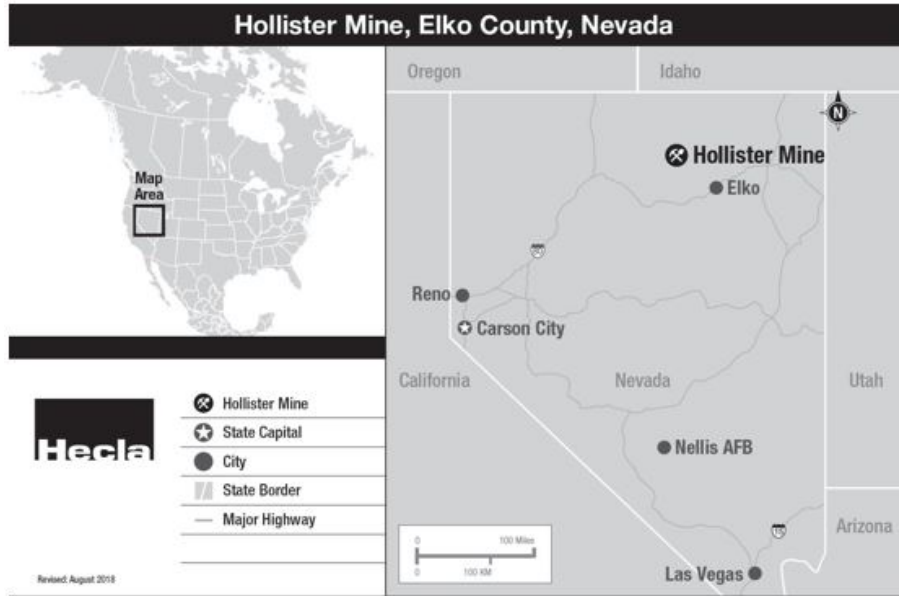 Hollister Mine, Elko County, Nevada
Map
Area
Oregon
Idaho
N
Hollister Mine
Elko
80
Reno
Carson City
California
Nevada
Utah
Nellis AFB
Arizona
15
Las Vegas
0
100 Miles
0
100 KM
Hecla
Hollister Mine
State Capital
City
State Border
Major Highway
Revised: August 2018